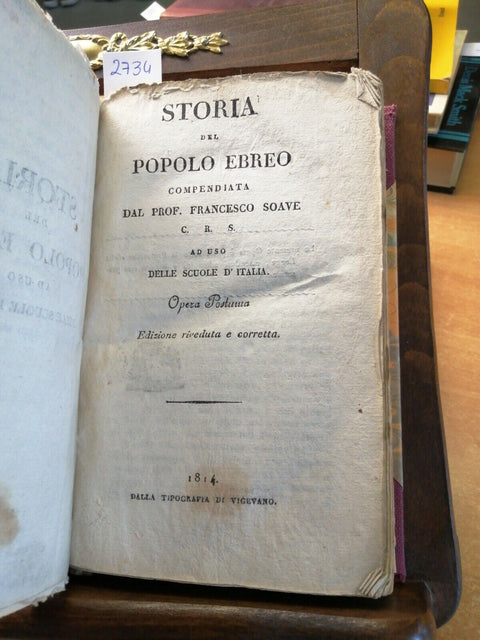 2734
STORIA
DEL
POPOLO EBREO
COMPENDIATA
DAL PROF. FRANCESCO SOAVE
C. R. S.
AD USO
DELLE SCUOLE D'ITALIA.
Opera Postuma
Edizione riveduta e corretta.
1814.
DALLA TIPOGRAFIA DI VIGEVANO.